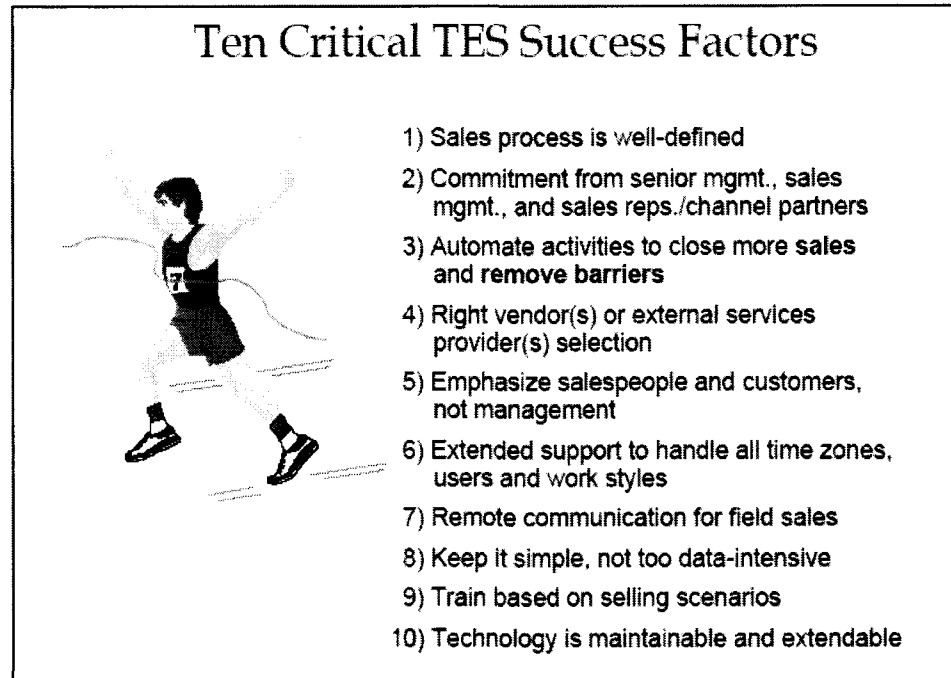 Ten Critical TES Success Factors
7
1) Sales process is well-defined
2) Commitment from senior mgmt., sales
mgmt., and sales reps./channel partners
3) Automate activities to close more sales
and remove barriers
4) Right vendor(s) or external services
provider(s) selection
5) Emphasize salespeople and customers,
not management
6) Extended support to handle all time zones,
users and work styles
7) Remote communication for field sales
8) Keep it simple, not too data-intensive
9) Train based on selling scenarios
10) Technology is maintainable and extendable